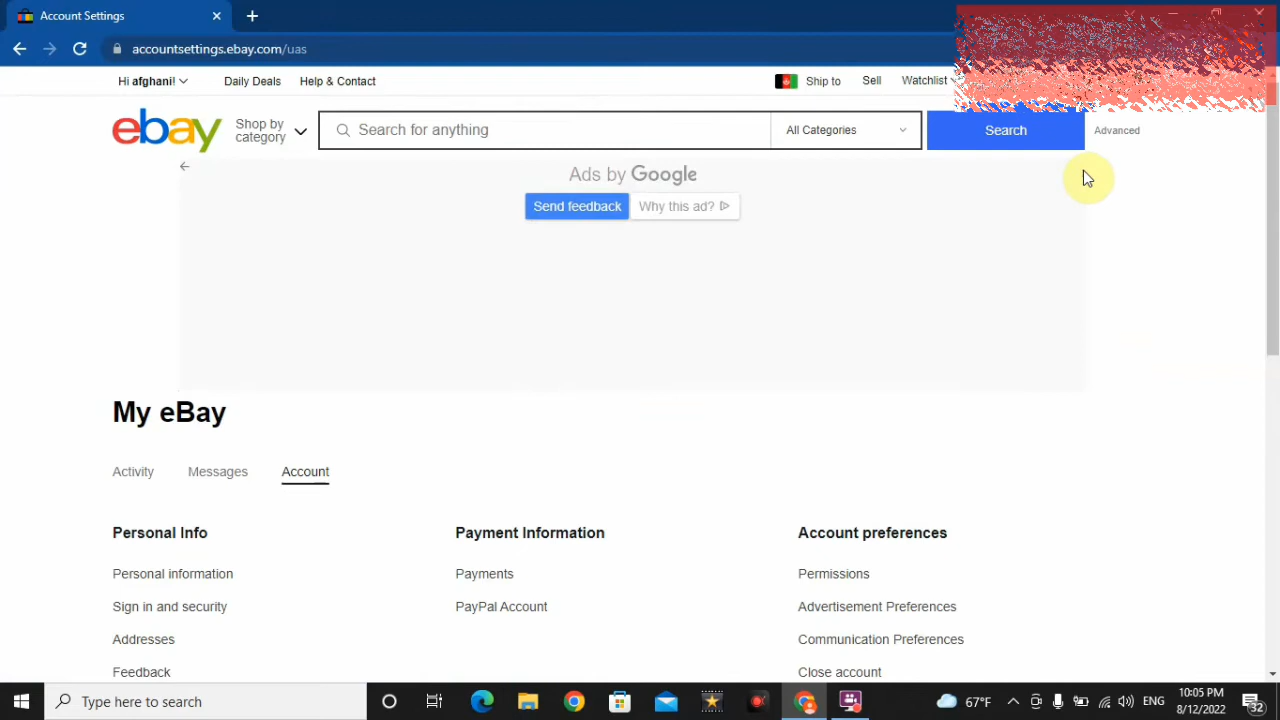 Account Settings
accountsettings.ebay.com/uas
Hi afghani! Daily Deals Help & Contact Ship to Sell Watchlist
ebay Shop by category Search for anything All Categories Search Advanced
Ads by Google
Send feedback Why this ad?
My eBay
Activity Messages Account
Personal Info Payment Information Account preferences
Personal information Payments Permissions
Sign in and security PayPal Account Advertisement Preferences
Addresses Communication Preferences
Feedback Close account
Type here to search 67°F ENG 10:05 PM
8/12/2022 32